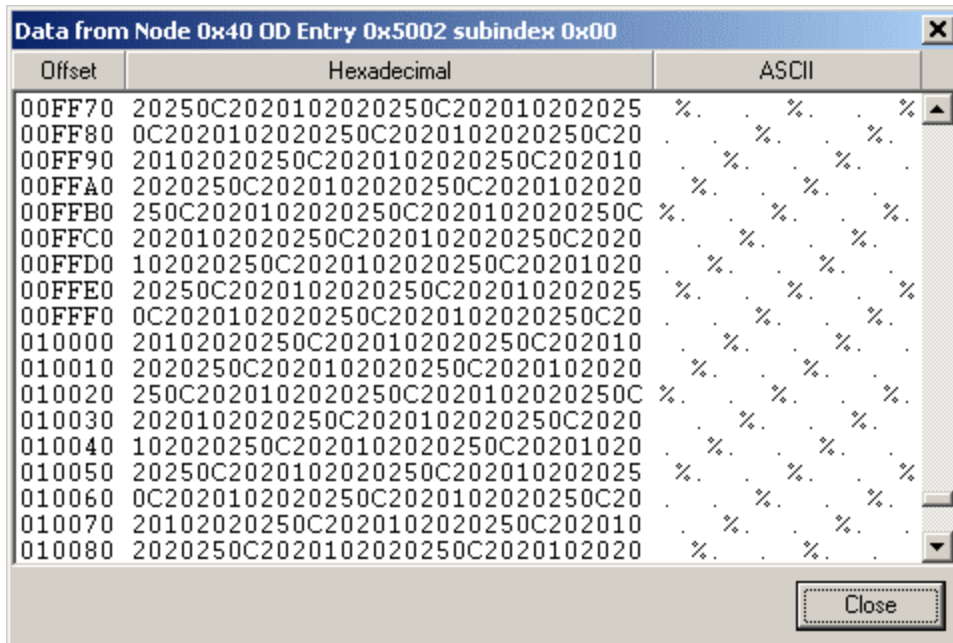 Data from Node 0x40 OD Entry 0x5002 subindex 0x00
Offset Hexadecimal ASCII
00FF70 20250C2020102020250C202010202025  %.  .  %.  .  %
00FF80 0C2020102020250C2020102020250C20 .  .  %.  .  %.
00FF90 20102020250C2020102020250C202010  .  %.  .  %.  .
00FFA0 2020250C2020102020250C2020102020   %.  .  %.  .
00FFB0 250C2020102020250C2020102020250C %.  .  %.  .  %.
00FFC0 2020102020250C2020102020250C2020   .  %.  .  %.
00FFD0 102020250C2020102020250C20201020 .  %.  .  %.  .
00FFE0 20250C2020102020250C202010202025  %.  .  %.  .  %
00FFF0 0C2020102020250C2020102020250C20 .  .  %.  .  %.
010000 20102020250C2020102020250C202010  .  %.  .  %.  .
010010 2020250C2020102020250C2020102020   %.  .  %.  .
010020 250C2020102020250C2020102020250C %.  .  %.  .  %.
010030 2020102020250C2020102020250C2020   .  %.  .  %.
010040 102020250C2020102020250C20201020 .  %.  .  %.  .
010050 20250C2020102020250C202010202025  %.  .  %.  .  %
010060 0C2020102020250C2020102020250C20 .  .  %.  .  %.
010070 20102020250C2020102020250C202010  .  %.  .  %.  .
010080 2020250C2020102020250C2020102020   %.  .  %.  .
Close